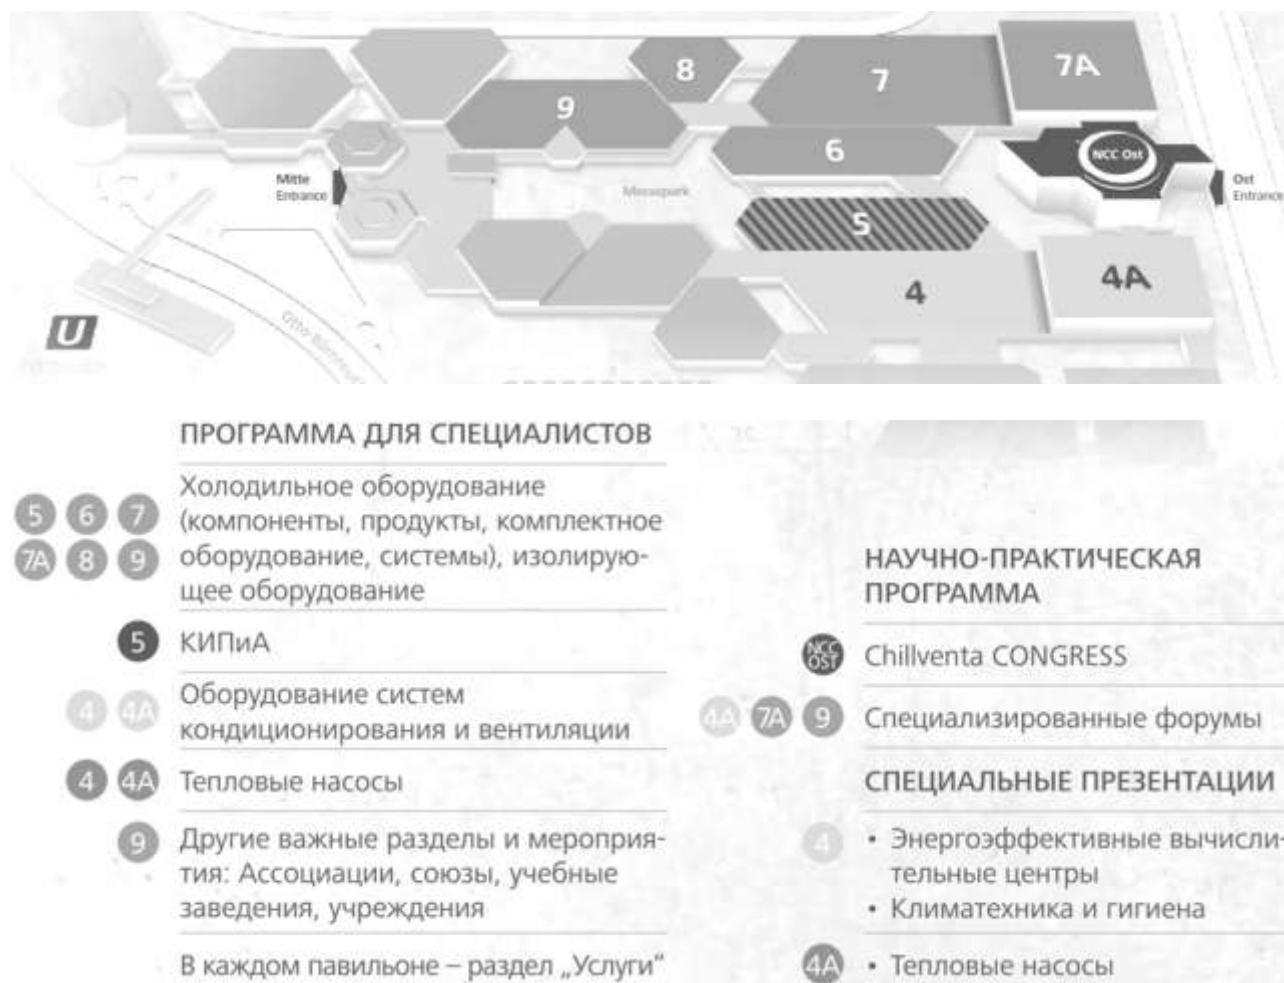 8
7
7A
9
6
NCC Ost
Mitte
Entrance
Messepark
Ost
Entrance
5
4
4A
U
ПРОГРАММА ДЛЯ СПЕЦИАЛИСТОВ
5 6 7
7A 8 9
Холодильное оборудование
(компоненты, продукты, комплектное
оборудование, системы), изолирую-
щее оборудование
5 КИПиА
4 4A
Оборудование систем
кондиционирования и вентиляции
4 4A Тепловые насосы
9 Другие важные разделы и мероприя-
тия: Ассоциации, союзы, учебные
заведения, учреждения
В каждом павильоне – раздел „Услуги“
НАУЧНО-ПРАКТИЧЕСКАЯ
ПРОГРАММА
NCC
OST
Chillventa CONGRESS
4A 7A 9 Специализированные форумы
СПЕЦИАЛЬНЫЕ ПРЕЗЕНТАЦИИ
4 • Энергоэффективные вычисли-
тельные центры
• Климатехника и гигиена
4A • Тепловые насосы